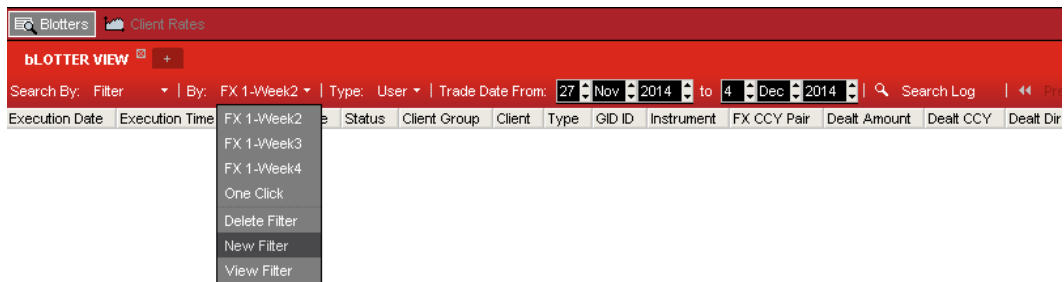 Blotters Client Rates
bLOTTER VIEW +
Search By: Filter | By: FX 1-Week2 | Type: User | Trade Date From: 27 Nov 2014 to 4 Dec 2014 | Search Log |
Execution Date Execution Time Status Client Group Client Type GID ID Instrument FX CCY Pair Dealt Amount Dealt CCY Dealt Dir
FX 1-Week2
FX 1-Week3
FX 1-Week4
One Click
Delete Filter
New Filter
View Filter